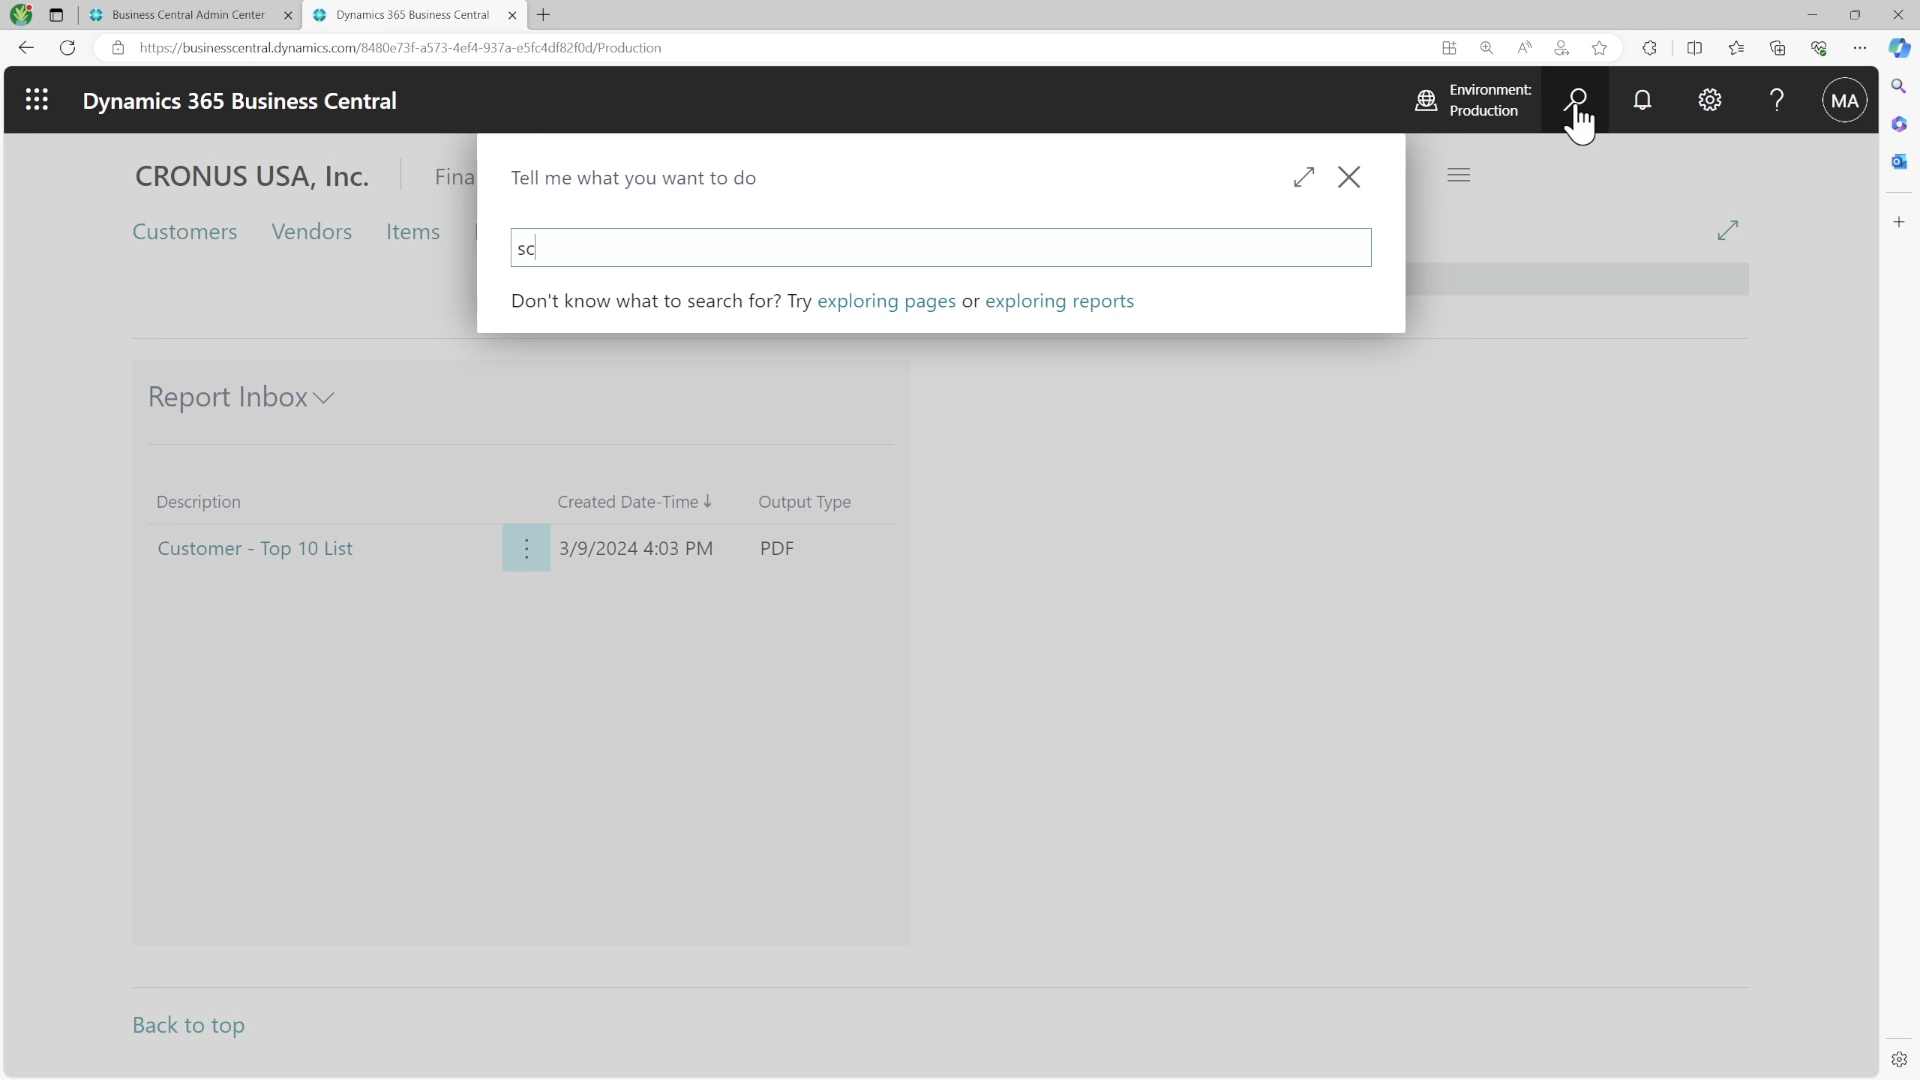 Business Central Admin Center
Dynamics 365 Business Central
https://businesscentral.dynamics.com/8480e73f-a573-4ef4-937a-e5fc4df82f0d/Production
Dynamics 365 Business Central
Environment:
Production
MA
CRONUS USA, Inc.
Fina
Tell me what you want to do
Customers
Vendors
Items
sc
Don't know what to search for? Try exploring pages or exploring reports
Report Inbox
Description
Created Date-Time
Output Type
Customer - Top 10 List
3/9/2024 4:03 PM
PDF
Back to top